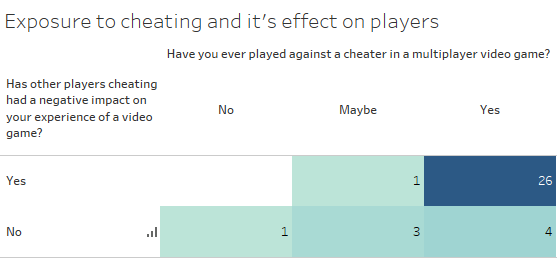 Exposure to cheating and it's effect on players
Have you ever played against a cheater in a multiplayer video game?
Has other players cheating
had a negative impact on
your experience of a video
game?
No Maybe Yes
Yes 1 26
No 1 3 4